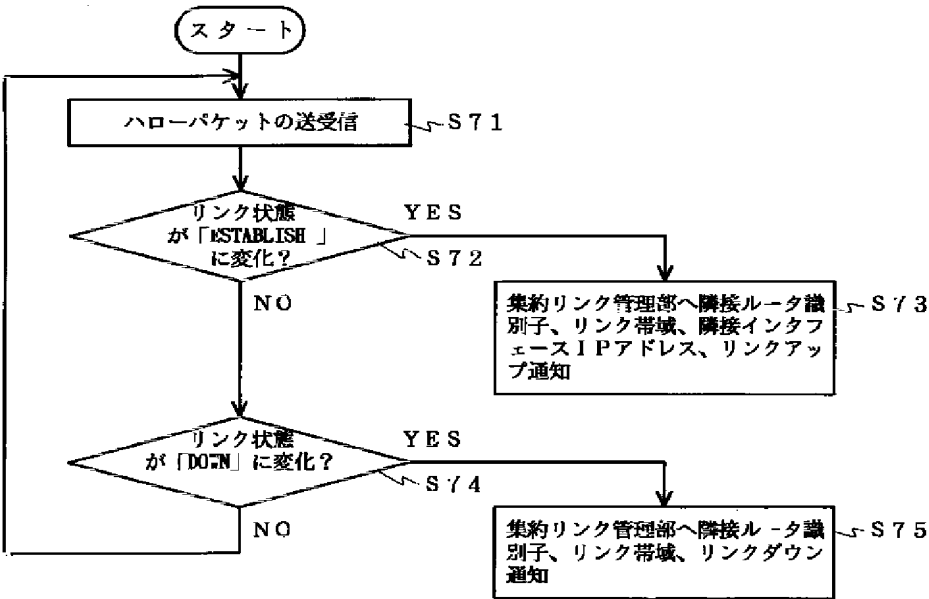 スタート
ハローパケットの送受信
S71
リンク状態
が「ESTABLISH」
に変化？
YES
S72
NO
集約リンク管理部へ隣接ルータ識
別子、リンク帯域、隣接インタフ
ェースＩＰアドレス、リンクアッ
プ通知
S73
リンク状態
が「DOWN」に変化？
YES
S74
NO
集約リンク管理部へ隣接ルータ識
別子、リンク帯域、リンクダウン
通知
S75